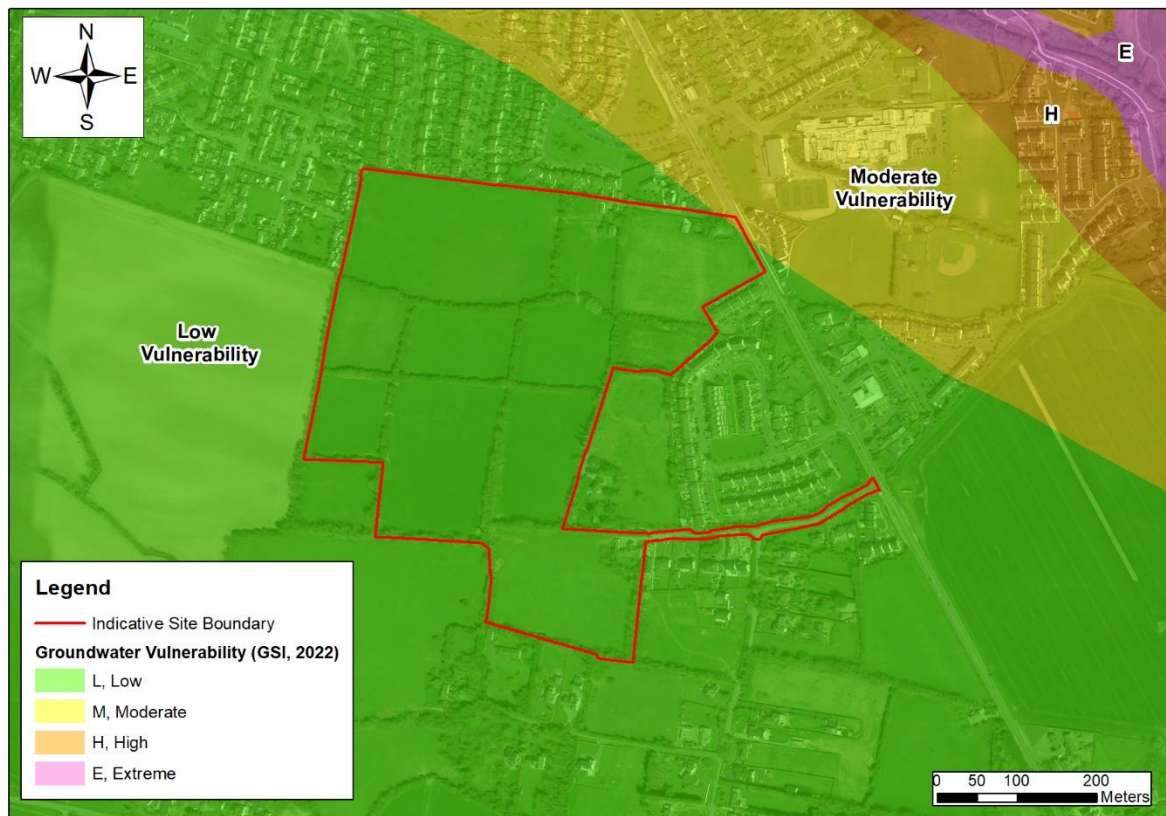 N
W E
S
E
H
Moderate
Vulnerability
Low
Vulnerability
Legend
Indicative Site Boundary
Groundwater Vulnerability (GSI, 2022)
L, Low
M, Moderate
H, High
E, Extreme
0 50 100 200
Meters